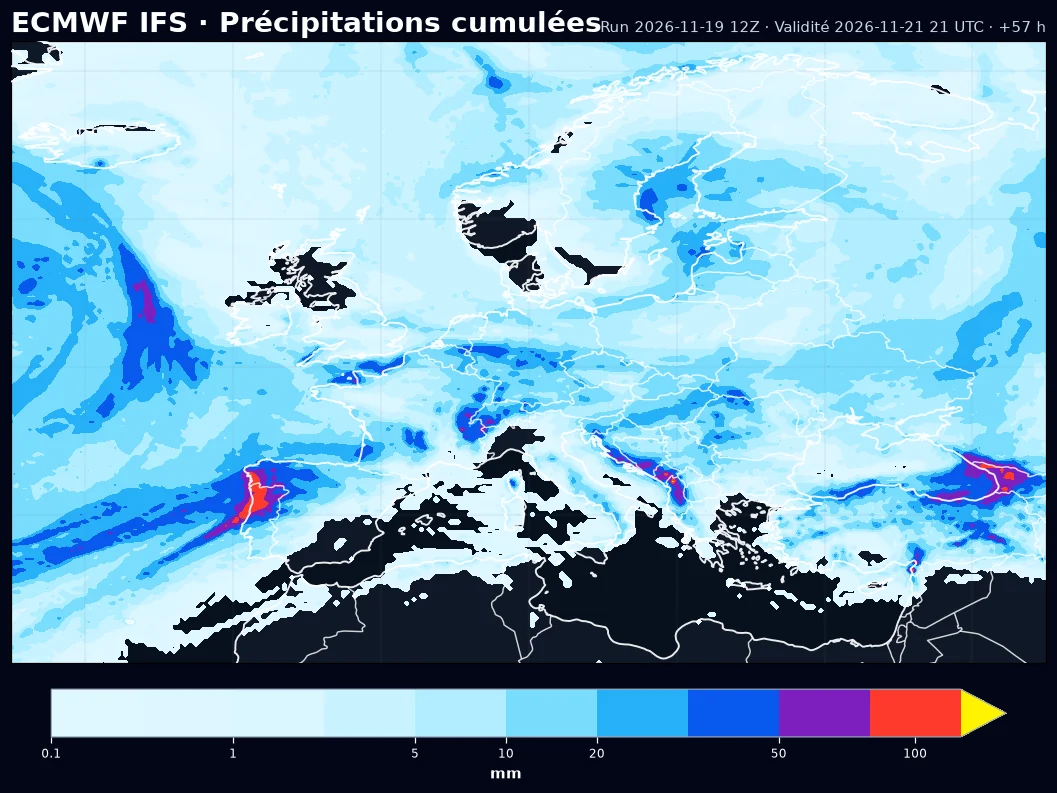 ECMWF IFS · Précipitations cumulées
Run 2026-11-19 12Z · Validité 2026-11-21 21 UTC · +57 h
0.1 1 5 10 20 50 100
mm